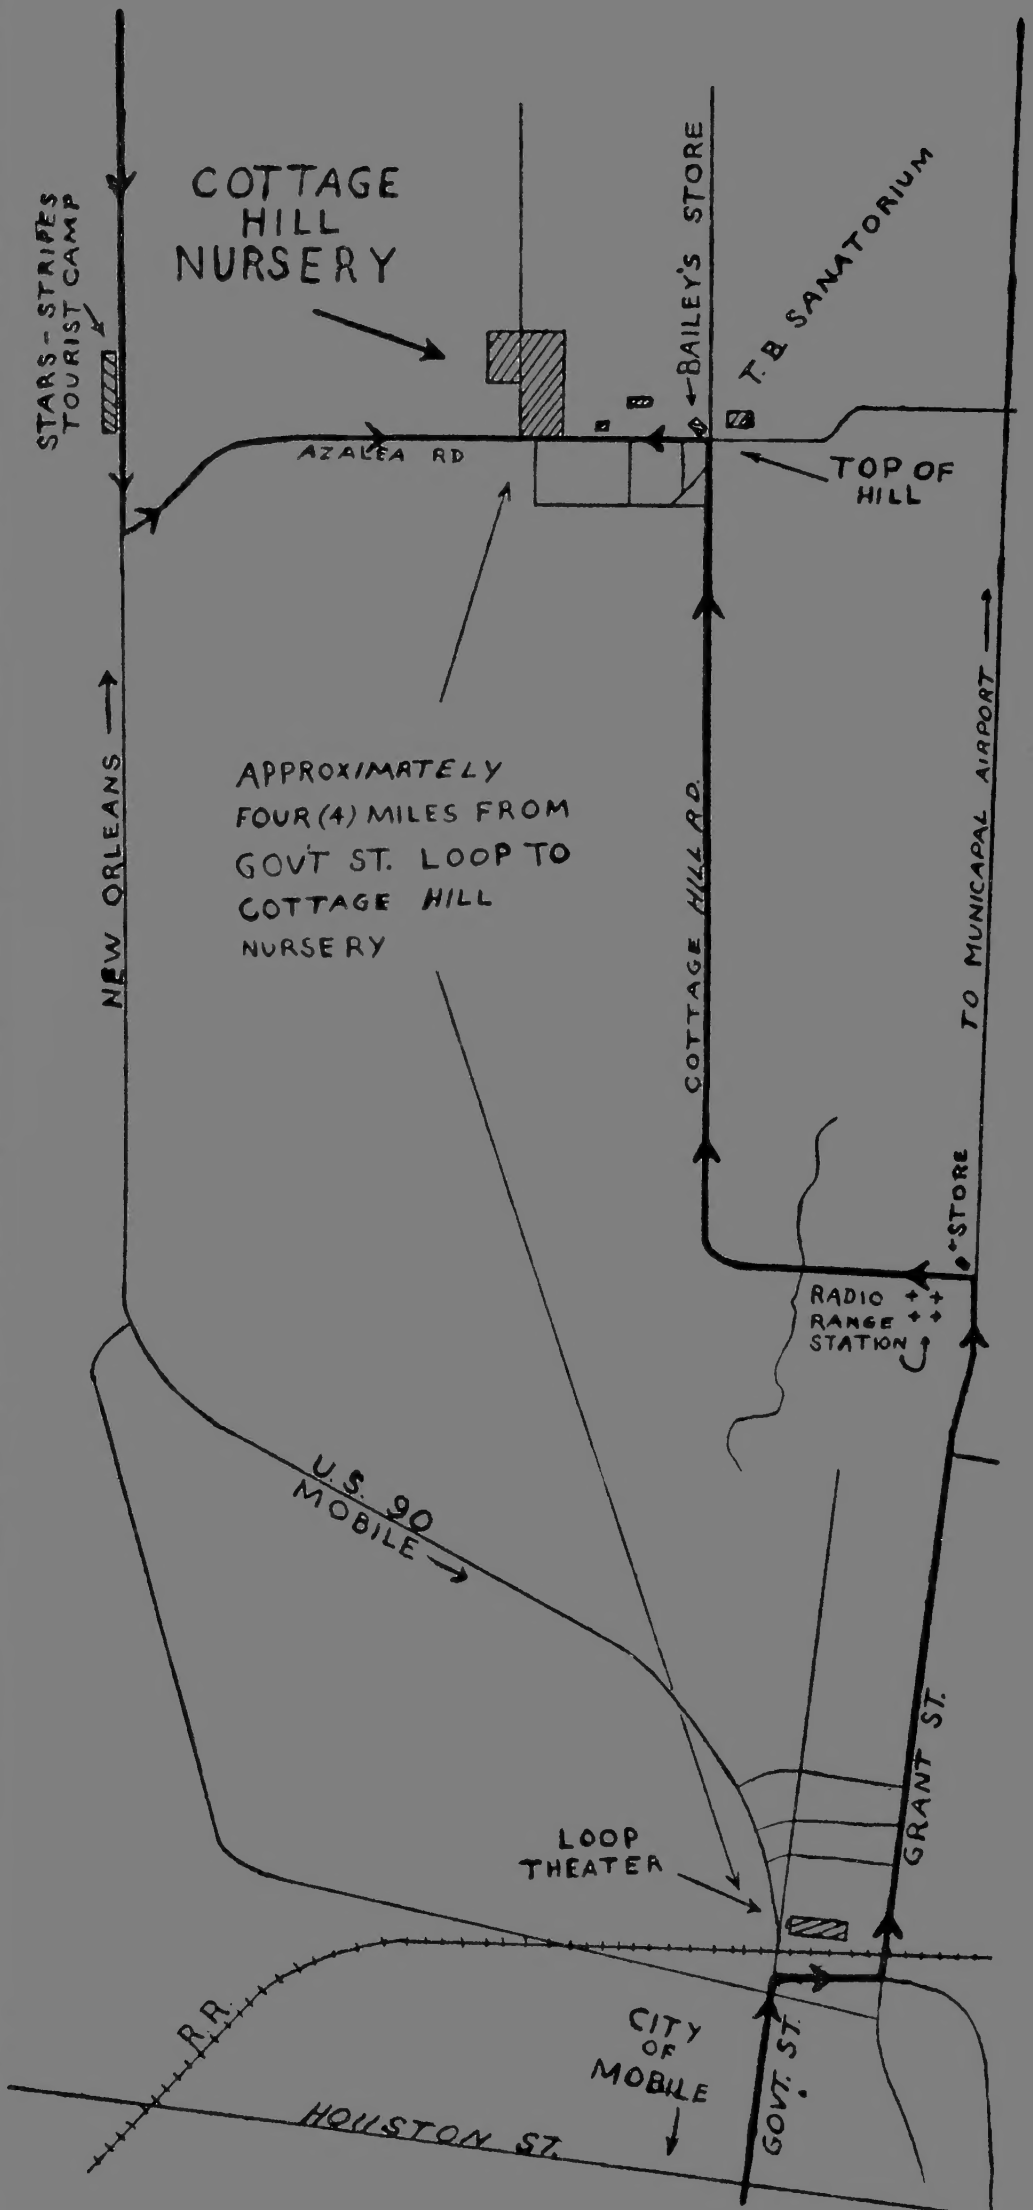 COTTAGE
HILL
NURSERY
STARS-STRIPES
TOURIST CAMP
←BAILEY'S STORE
T.B. SANATORIUM
AZALEA RD
TOP OF
HILL
NEW ORLEANS →
APPROXIMATELY
FOUR (4) MILES FROM
GOV'T ST. LOOP TO
COTTAGE HILL
NURSERY
COTTAGE HILL RD.
TO MUNICAPAL AIRPORT →
STORE
RADIO
RANGE
STATION
U.S. 90
MOBILE →
GRANT ST.
LOOP
THEATER
R.R.
CITY
OF
MOBILE
GOVT. ST.
HOUSTON ST.